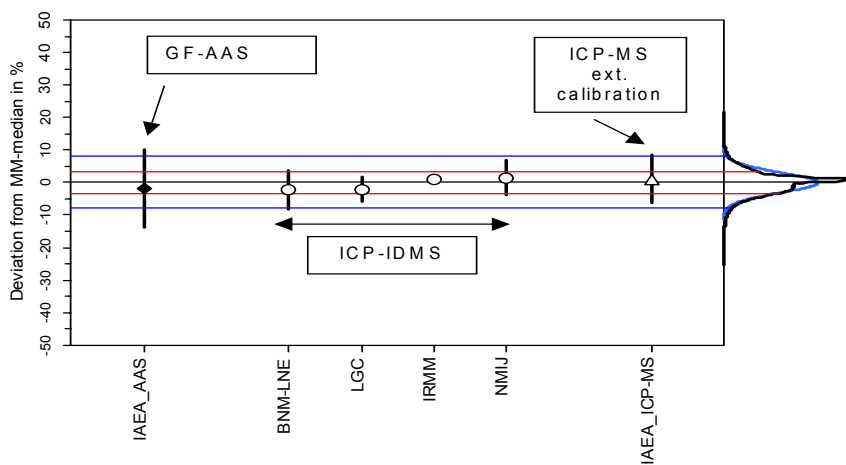 Deviation from MM-median in %
50
40
30
20
10
0
-10
-20
-30
-40
-50
GF-AAS
ICP-MS
ext.
calibration
ICP-IDMS
IAEA_AAS
BNM-LNE
LGC
IRMM
NMIJ
IAEA_ICP-MS